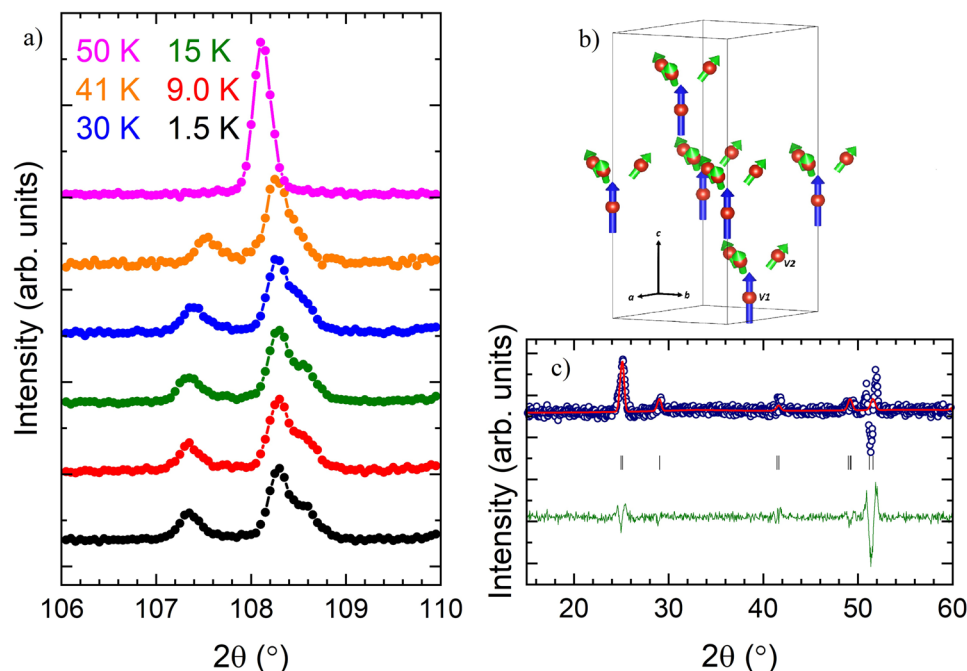 a)
50 K 15 K
41 K 9.0 K
30 K 1.5 K
Intensity (arb. units)
106 107 108 109 110
2θ (°)
b)
c
a
b
V2
V1
c)
Intensity (arb. units)
20 30 40 50 60
2θ (°)